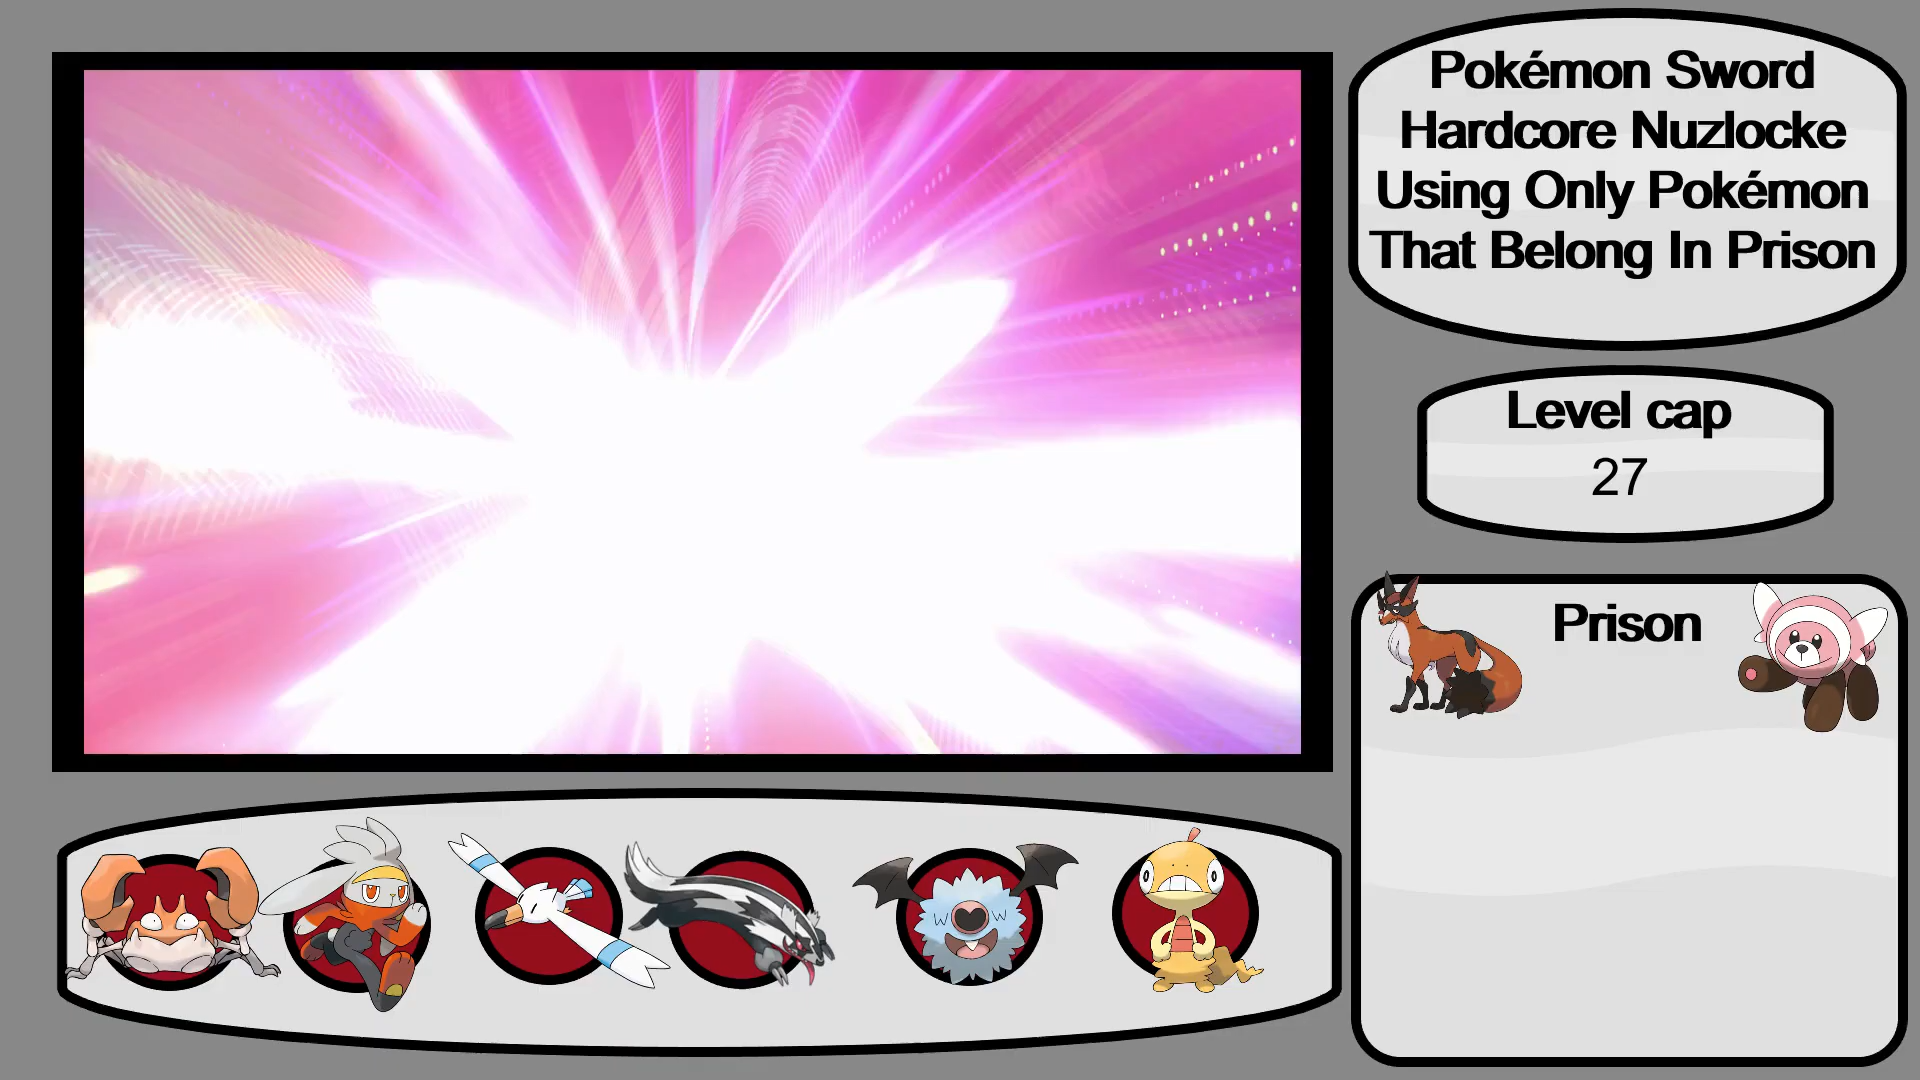 Pokémon Sword
Hardcore Nuzlocke
Using Only Pokémon
That Belong In Prison
Level cap
27
Prison